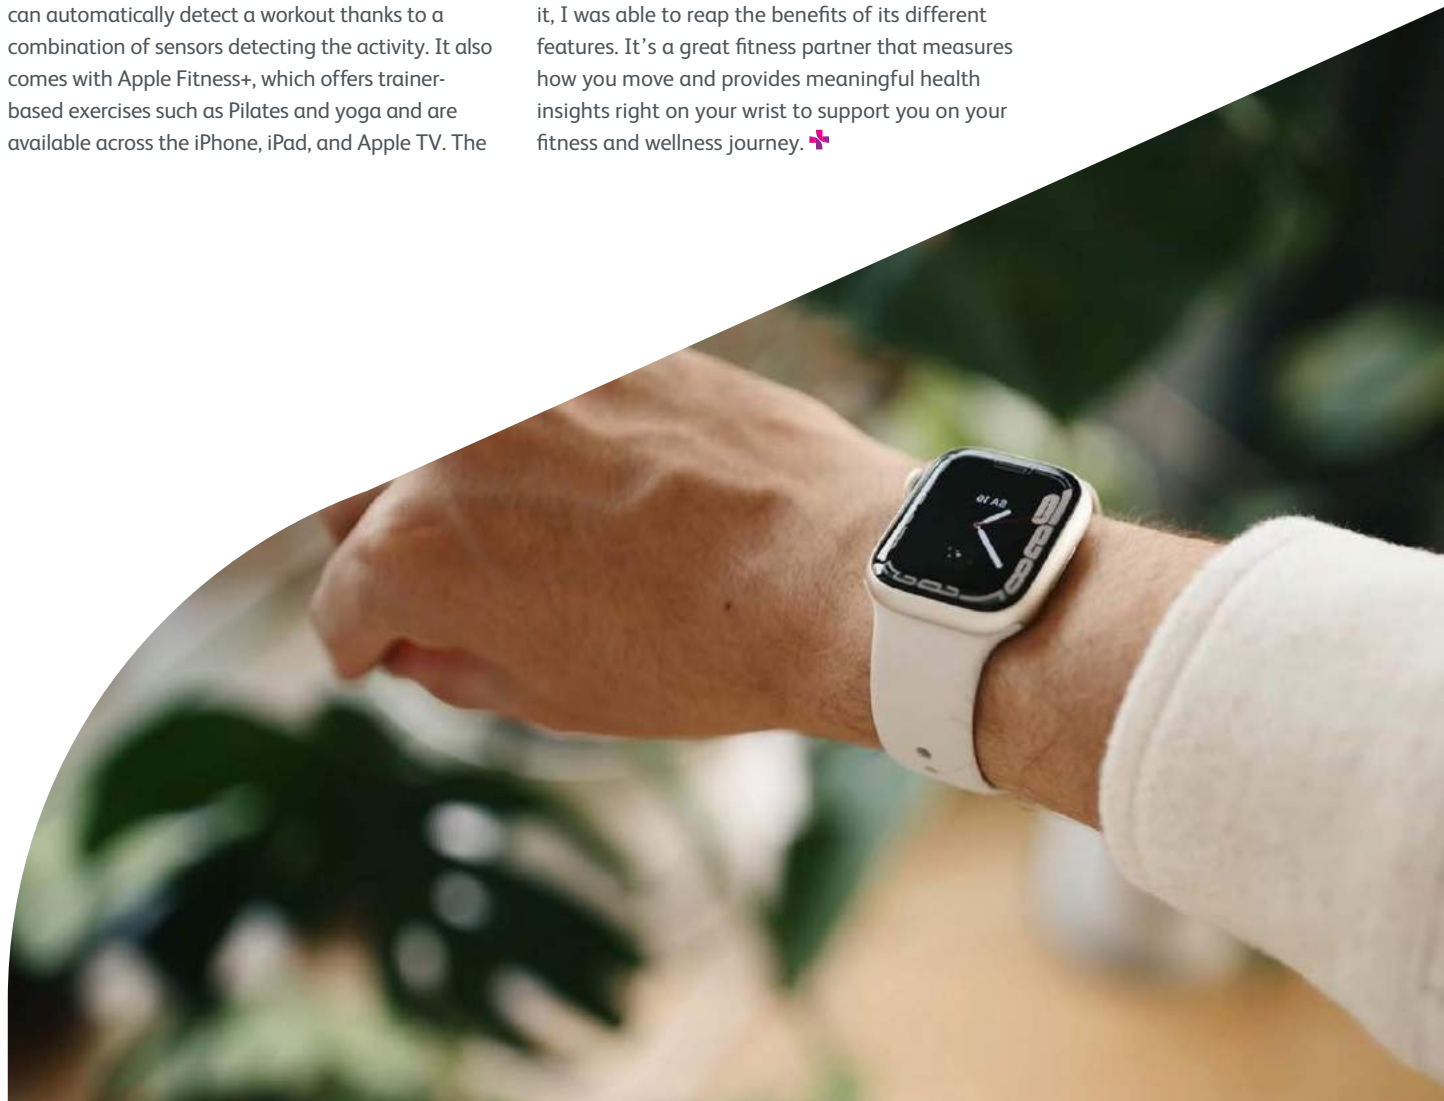 can automatically detect a workout thanks to a
combination of sensors detecting the activity. It also
comes with Apple Fitness+, which offers trainer-
based exercises such as Pilates and yoga and are
available across the iPhone, iPad, and Apple TV. The
it, I was able to reap the benefits of its different
features. It’s a great fitness partner that measures
how you move and provides meaningful health
insights right on your wrist to support you on your
fitness and wellness journey.
SA 16